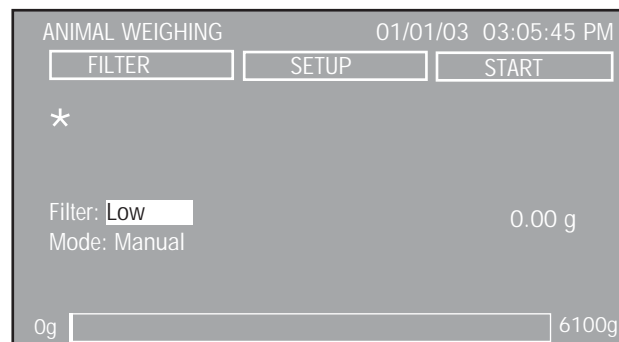 ANIMAL WEIGHING 01/01/03 03:05:45 PM
FILTER SETUP START
*
Filter: Low 0.00 g
Mode: Manual
0g 6100g